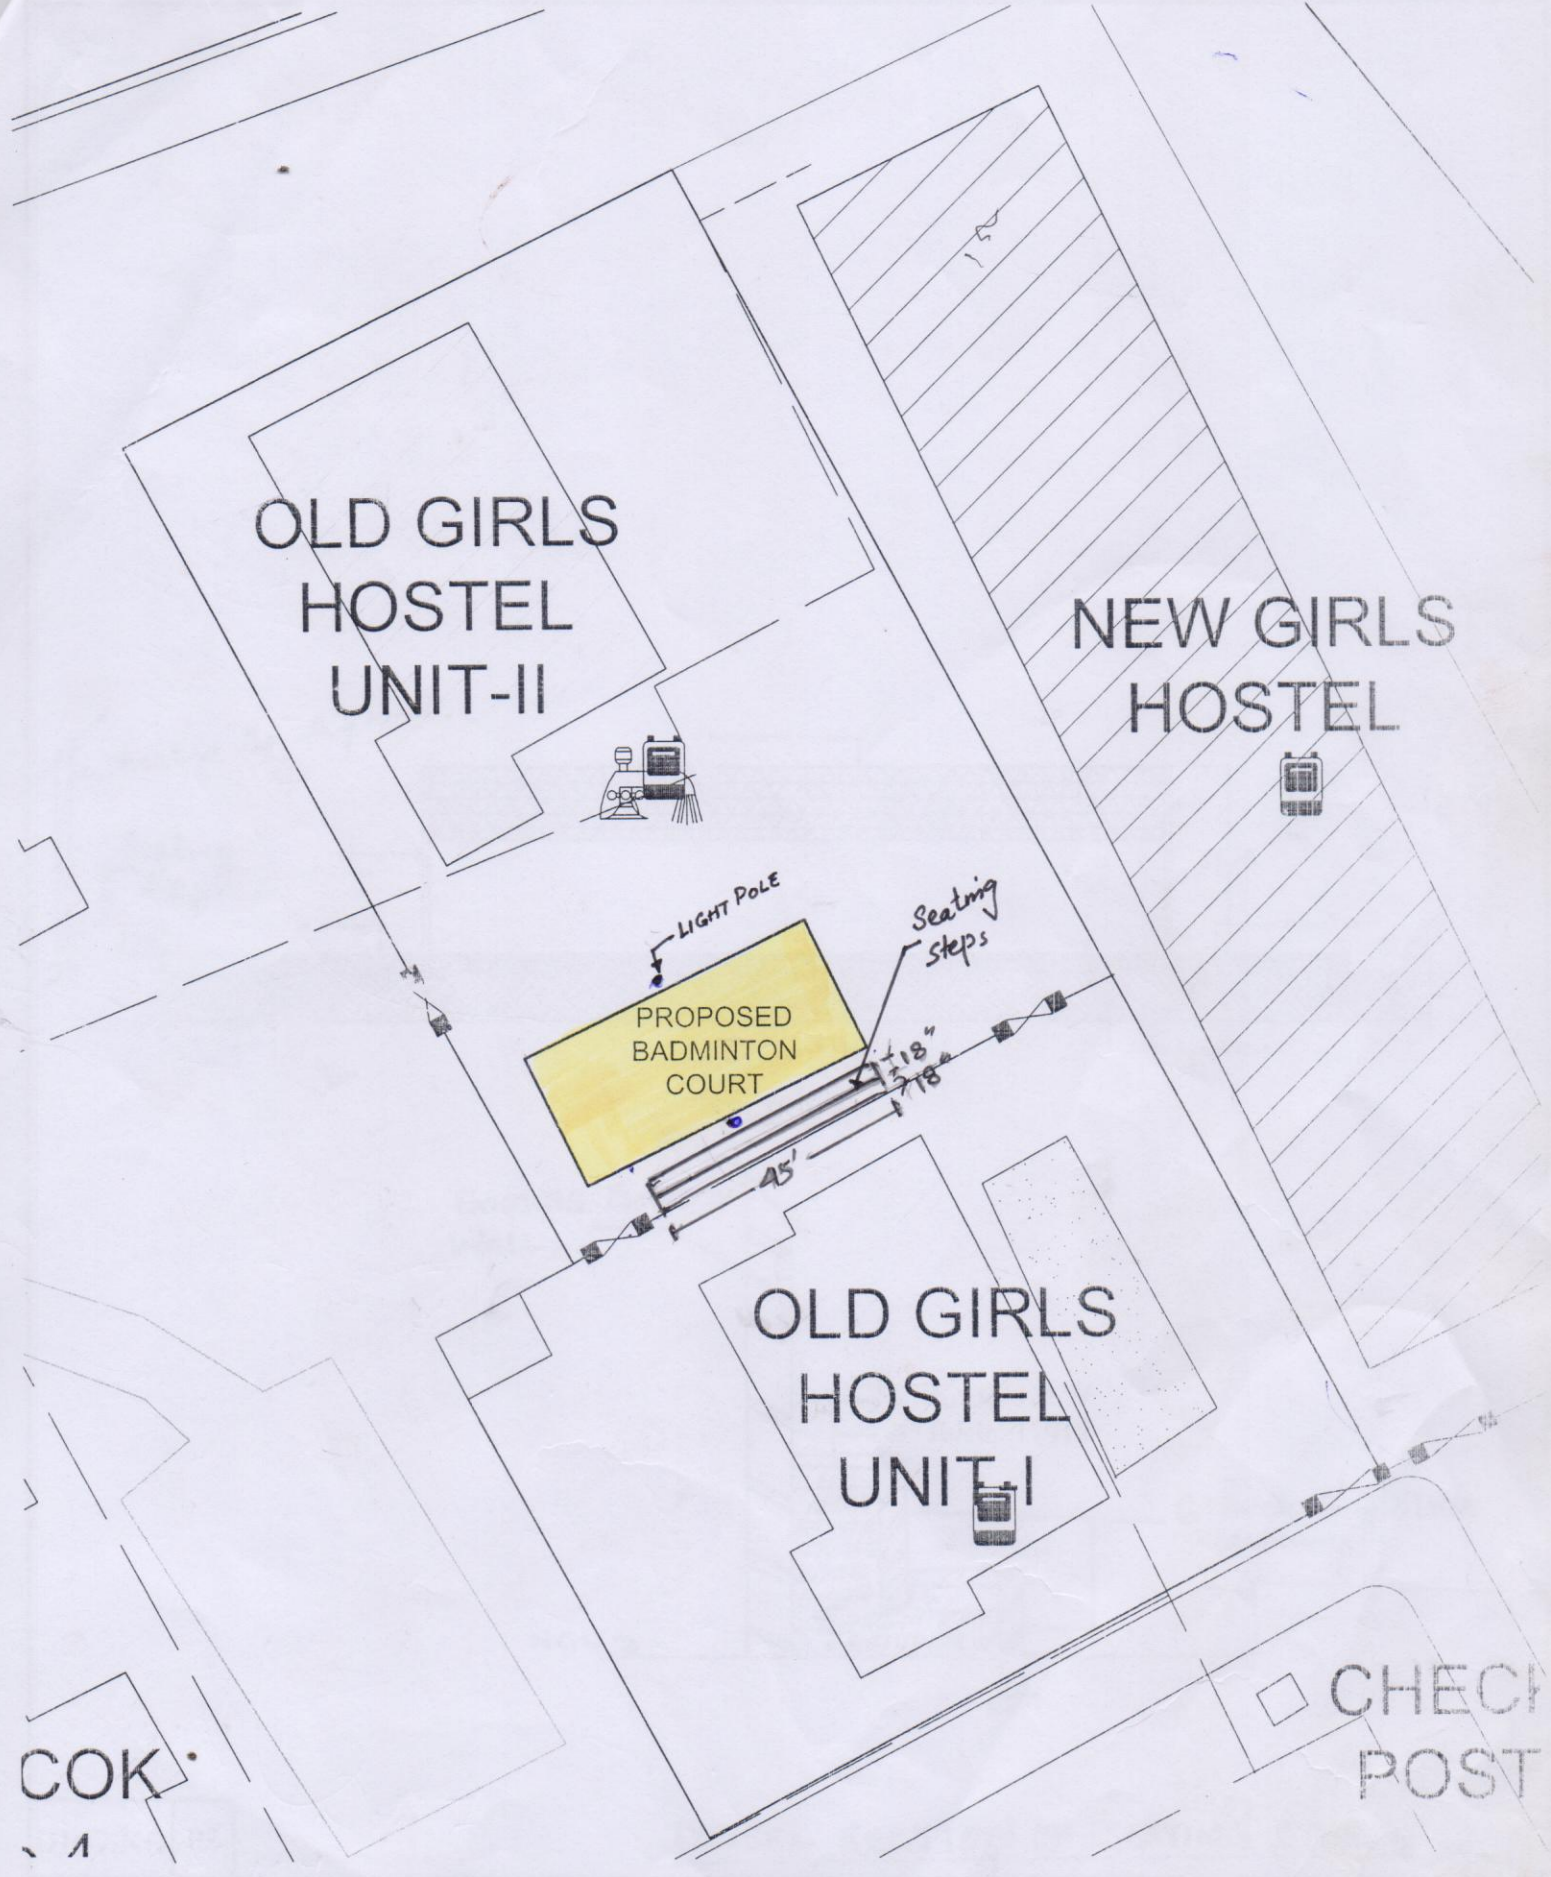 OLD GIRLS
HOSTEL
UNIT-II
NEW GIRLS
HOSTEL
LIGHT POLE
Seating
steps
PROPOSED
BADMINTON
COURT
18"
18"
45'
OLD GIRLS
HOSTEL
UNIT-I
CHEC
POST
COK